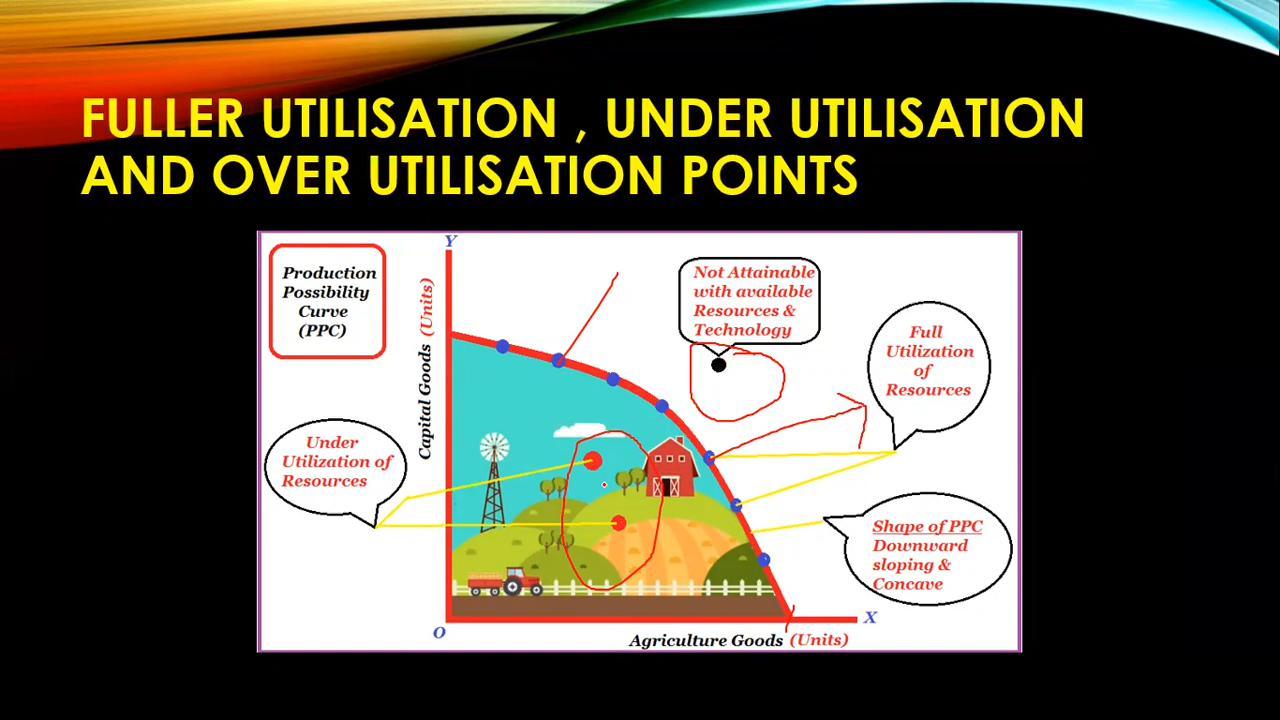 FULLER UTILISATION , UNDER UTILISATION
AND OVER UTILISATION POINTS
Production
Possibility
Curve
(PPC)
Y
Capital Goods (Units)
Not Attainable
with available
Resources &
Technology
Full
Utilization
of
Resources
Under
Utilization of
Resources
Shape of PPC
Downward
sloping &
Concave
O
X
Agriculture Goods (Units)